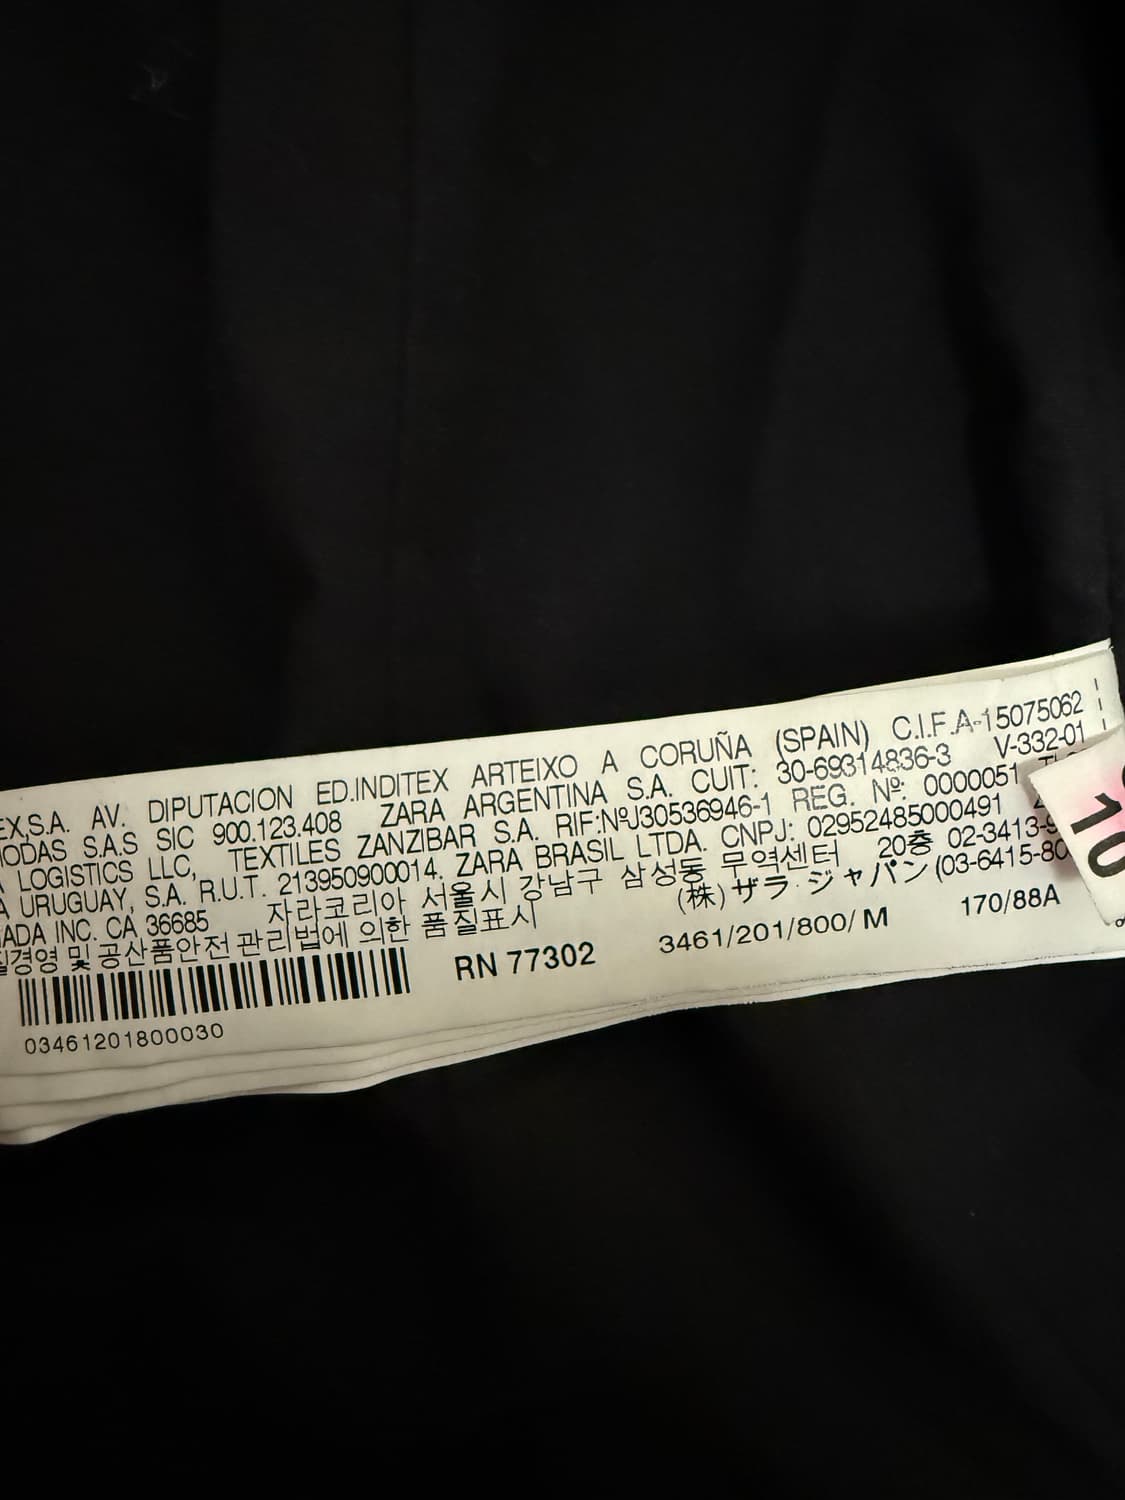 EX,S.A. AV. DIPUTACION ED.INDITEX ARTEIXO A CORUÑA (SPAIN) C.I.F.A-15075062
MODAS S.A.S SIC 900.123.408 ZARA ARGENTINA S.A. CUIT: 30-69314836-3 V-332-01
LOGISTICS LLC, TEXTILES ZANZIBAR S.A. RIF:NºJ30536946-1 REG. Nº: 0000051
A URUGUAY, S.A. R.U.T. 213950900014. ZARA BRASIL LTDA. CNPJ: 02952485000491
ADA INC. CA 36685 자라코리아 서울시 강남구 삼성동 무역센터 20층 02-3413-
질경영 및 공산품안전관리법에 의한 품질표시 (株)ザラ・ジャパン (03-6415-80
RN 77302 3461/201/800/ M 170/88A
03461201800030
10